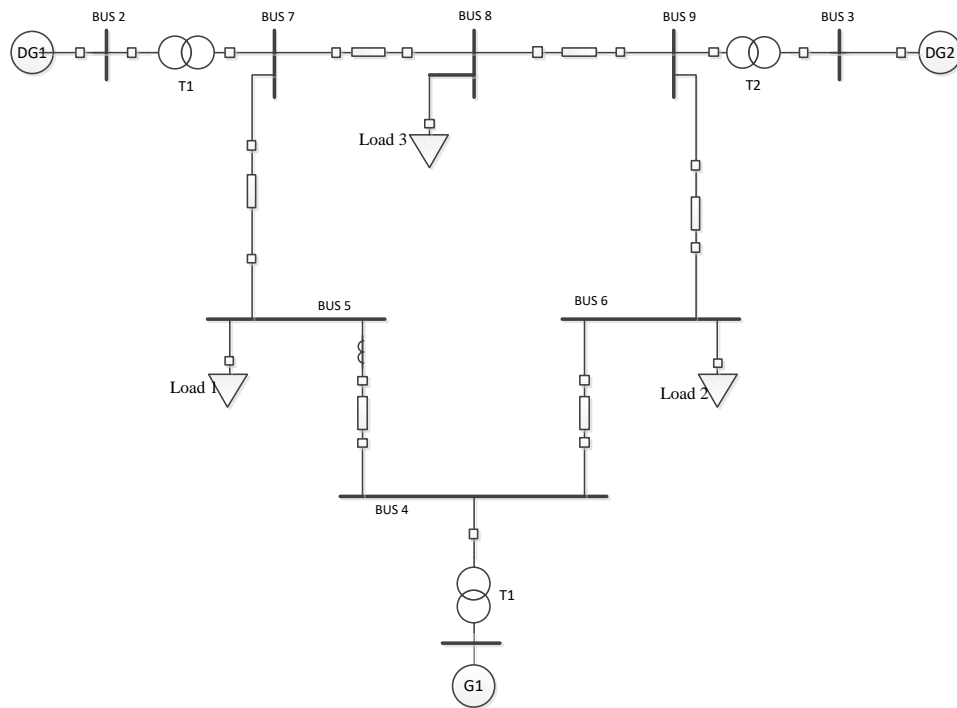 BUS 2
BUS 7
BUS 8
BUS 9
BUS 3
DG1
DG2
T1
T2
Load 3
BUS 5
BUS 6
Load 1
Load 2
BUS 4
T1
G1